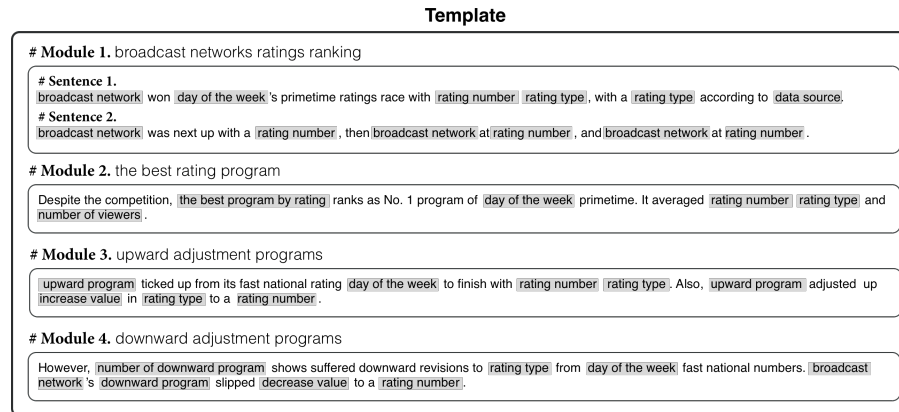 Template
# Module 1. broadcast networks ratings ranking
# Sentence 1.
broadcast network won day of the week 's primetime ratings race with rating number rating type , with a rating type according to data source.
# Sentence 2.
broadcast network was next up with a rating number , then broadcast network at rating number , and broadcast network at rating number .
# Module 2. the best rating program
Despite the competition, the best program by rating ranks as No. 1 program of day of the week primetime. It averaged rating number rating type and
number of viewers .
# Module 3. upward adjustment programs
upward program ticked up from its fast national rating day of the week to finish with rating number rating type . Also, upward program adjusted up
increase value in rating type to a rating number .
# Module 4. downward adjustment programs
However, number of downward program shows suffered downward revisions to rating type from day of the week fast national numbers. broadcast
network 's downward program slipped decrease value to a rating number .